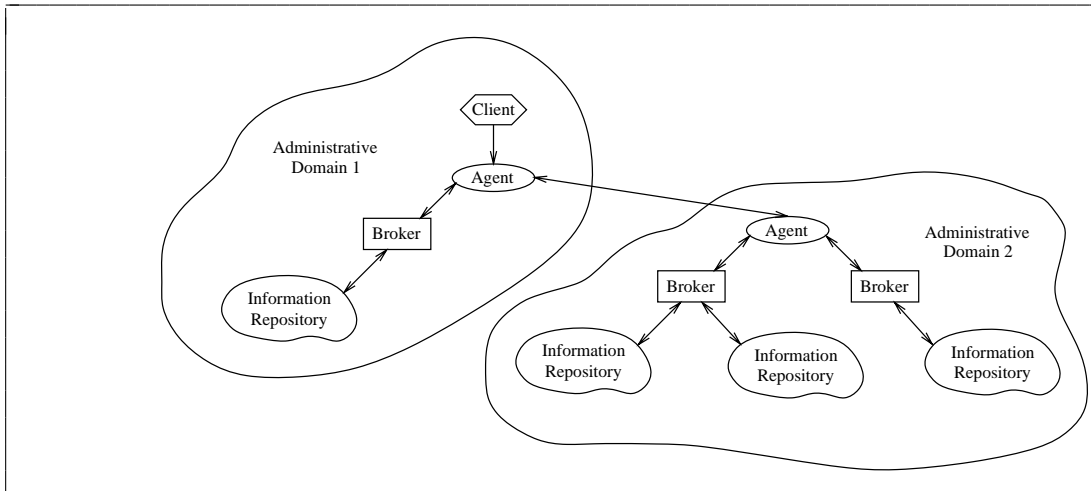 Client
Administrative
Domain 1
Agent
Broker
Information
Repository
Agent
Administrative
Domain 2
Broker
Broker
Information
Repository
Information
Repository
Information
Repository